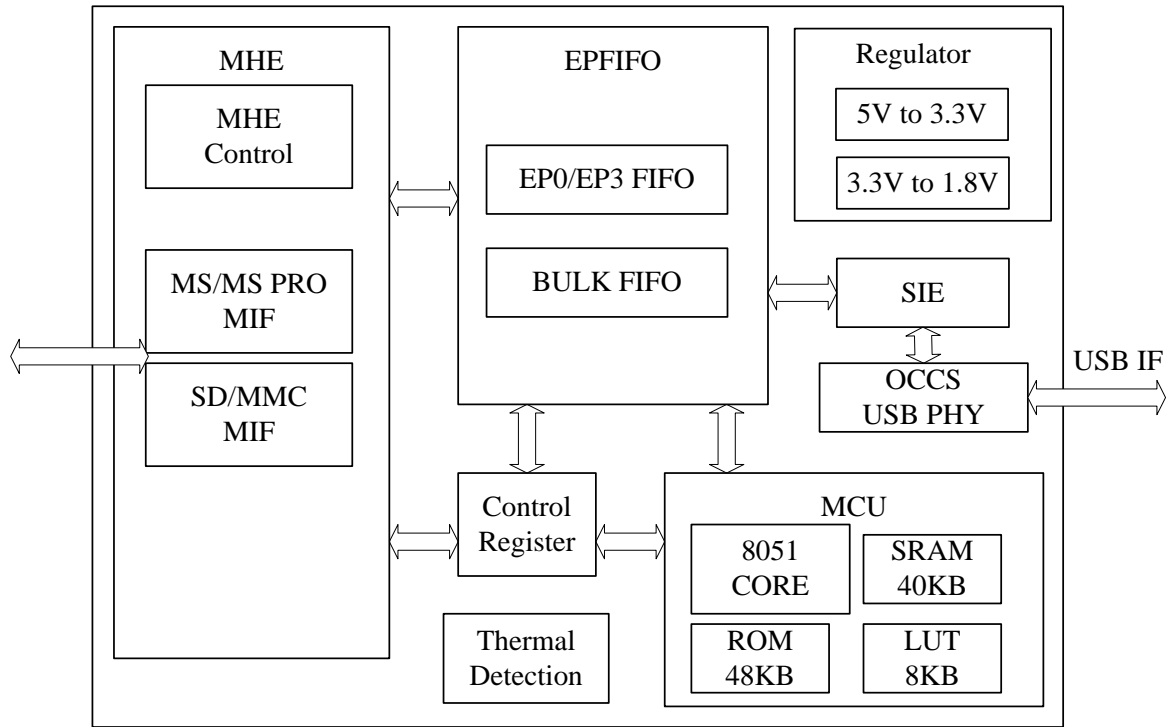 MHE
MHE
Control
MS/MS PRO
MIF
SD/MMC
MIF
EPFIFO
EP0/EP3 FIFO
BULK FIFO
Regulator
5V to 3.3V
3.3V to 1.8V
SIE
OCCS
USB PHY
USB IF
Control
Register
Thermal
Detection
MCU
8051
CORE
SRAM
40KB
ROM
48KB
LUT
8KB